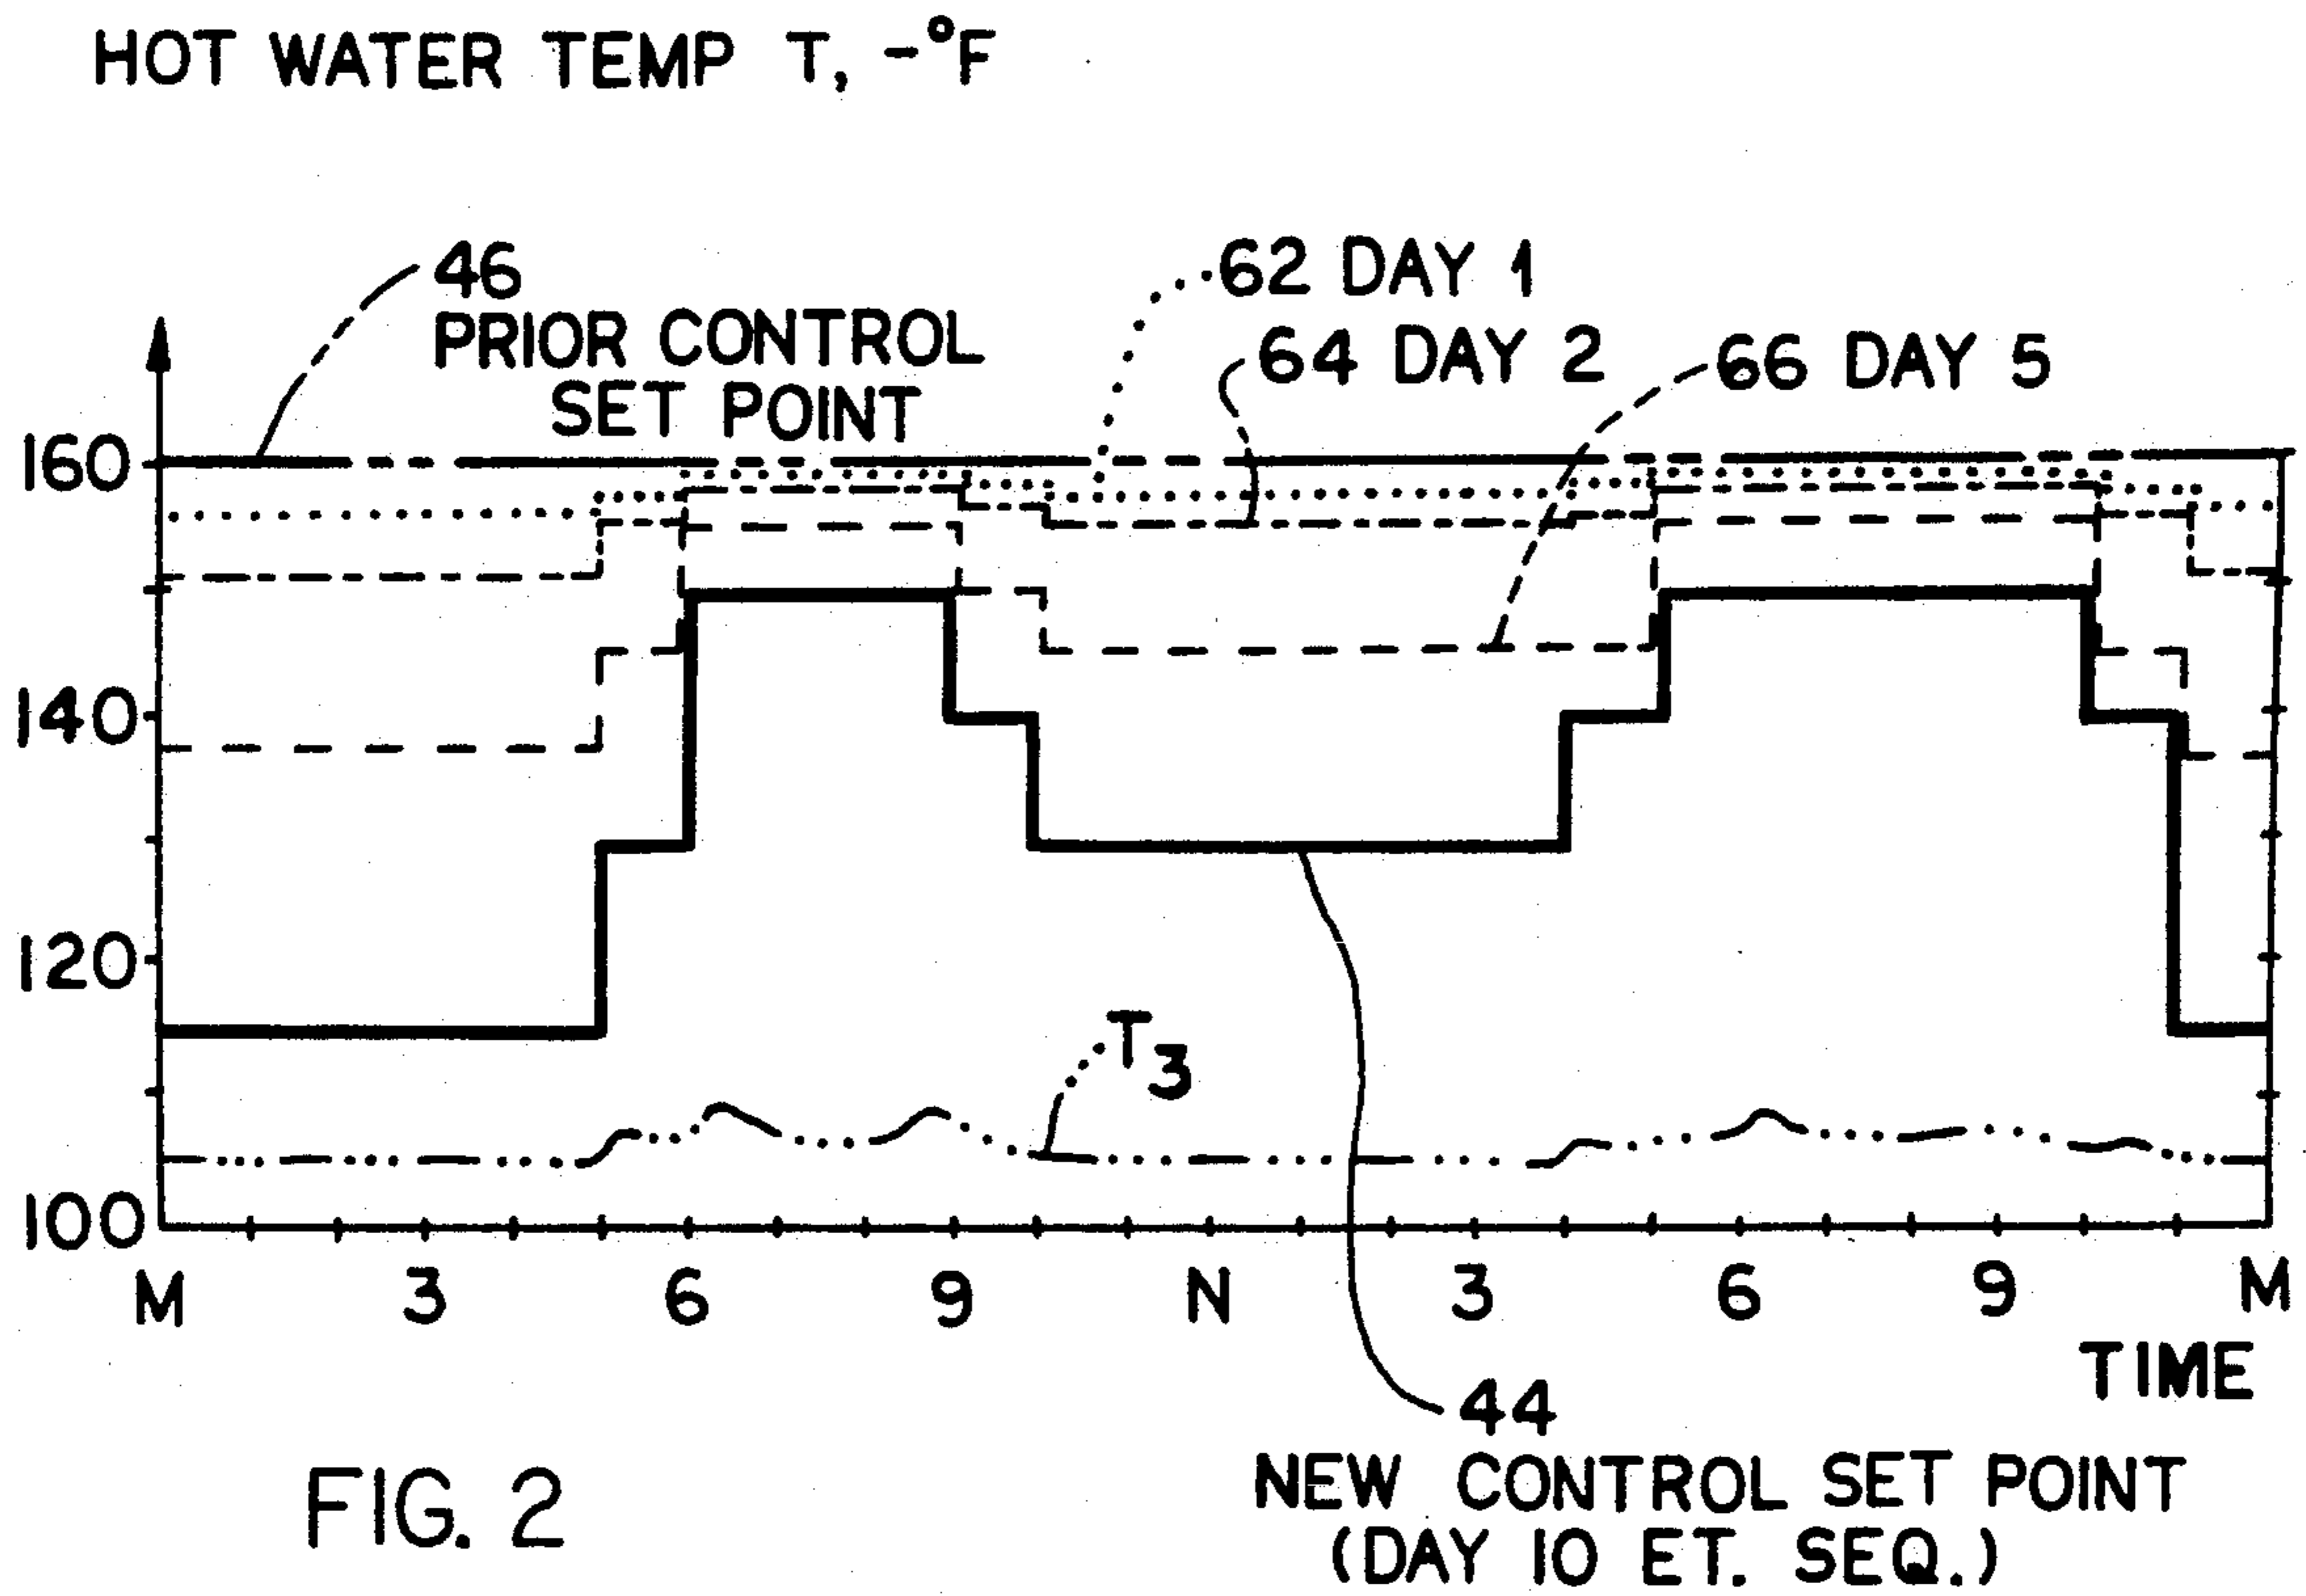 HOT WATER TEMP T, -°F
46
PRIOR CONTROL
SET POINT
62 DAY 1
64 DAY 2
66 DAY 5
160
140
120
100
T3
M 3 6 9 N 3 6 9 M
TIME
44
NEW CONTROL SET POINT
(DAY 10 ET. SEQ.)
FIG. 2